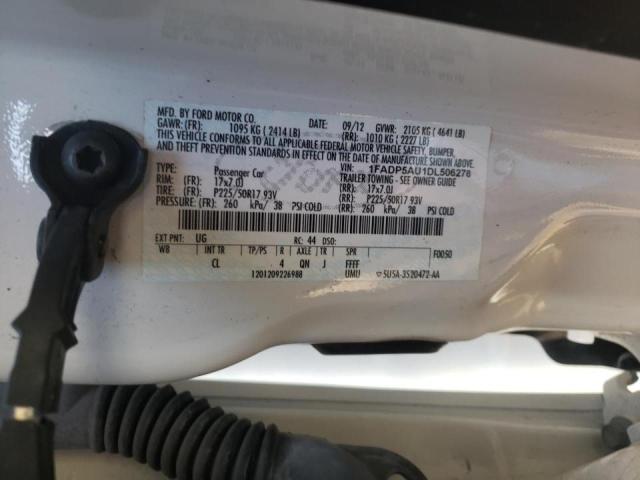 MFD. BY FORD MOTOR CO. DATE: 09/12 GVWR: 2105 KG ( 4641 LB)
GAWR: (FR): 1095 KG ( 2414 LB) (RR): 1010 KG ( 2227 LB)
THIS VEHICLE CONFORMS TO ALL APPLICABLE FEDERAL MOTOR VEHICLE SAFETY, BUMPER,
AND THEFT PREVENTION STANDARDS IN EFFECT ON THE DATE OF MANUFACTURE SHOWN ABOVE.
TYPE: Passenger Car VIN: 1FADP5AU1DL506278
TRAILER TOWING - SEE OWNER GUIDE
RIM: (FR): 17x7.0J (RR): 17x7.0J
TIRE: (FR): P225/50R17 93V (RR): P225/50R17 93V
PRESSURE: (FR): 260 kPa/ 38 PSI COLD (RR): 260 kPa/ 38 PSI COLD
EXT PNT: UG RC: 44 DSO:
WB INT TR TP/PS R AXLE TR SPR F0050
CL 4 QN J FFFF
1201209226988 UMU 5USA-3520472-AA